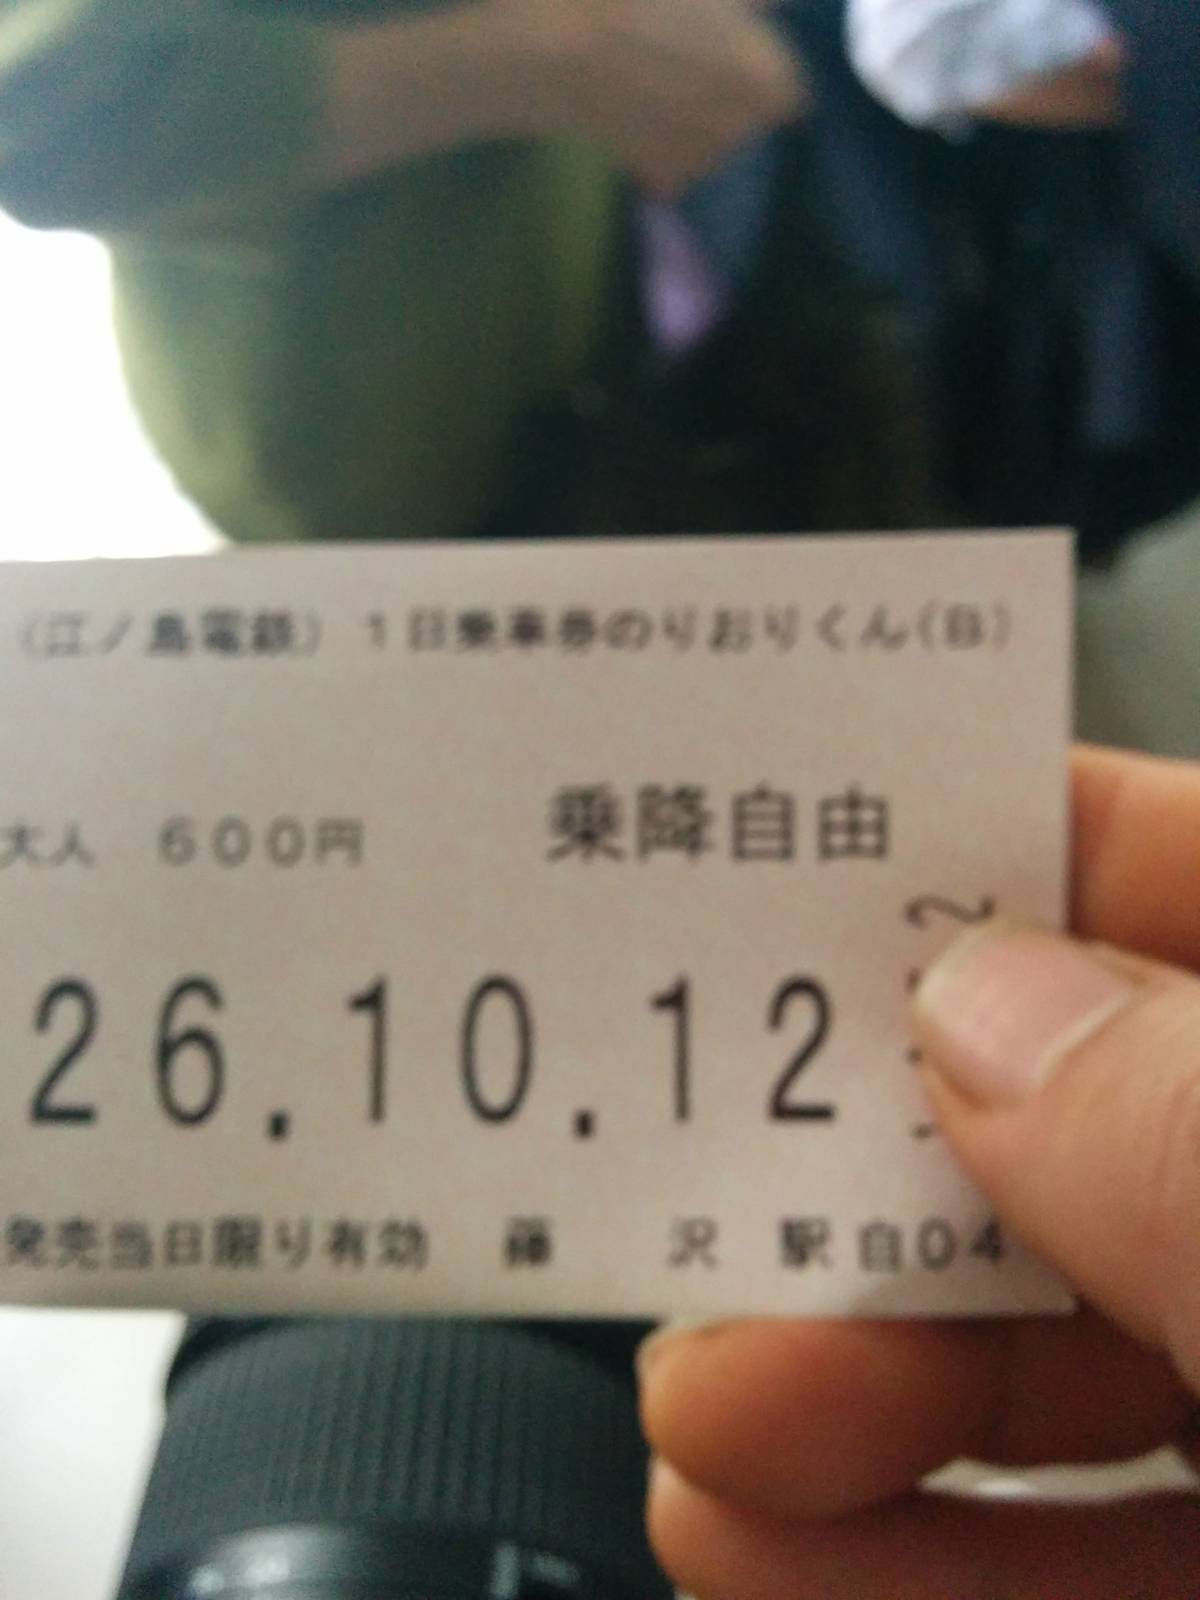 （江ノ島電鉄）１日乗車券のりおりくん（B）
大人　６００円　乗降自由
26.10.12
発売当日限り有効　藤　沢　駅自04